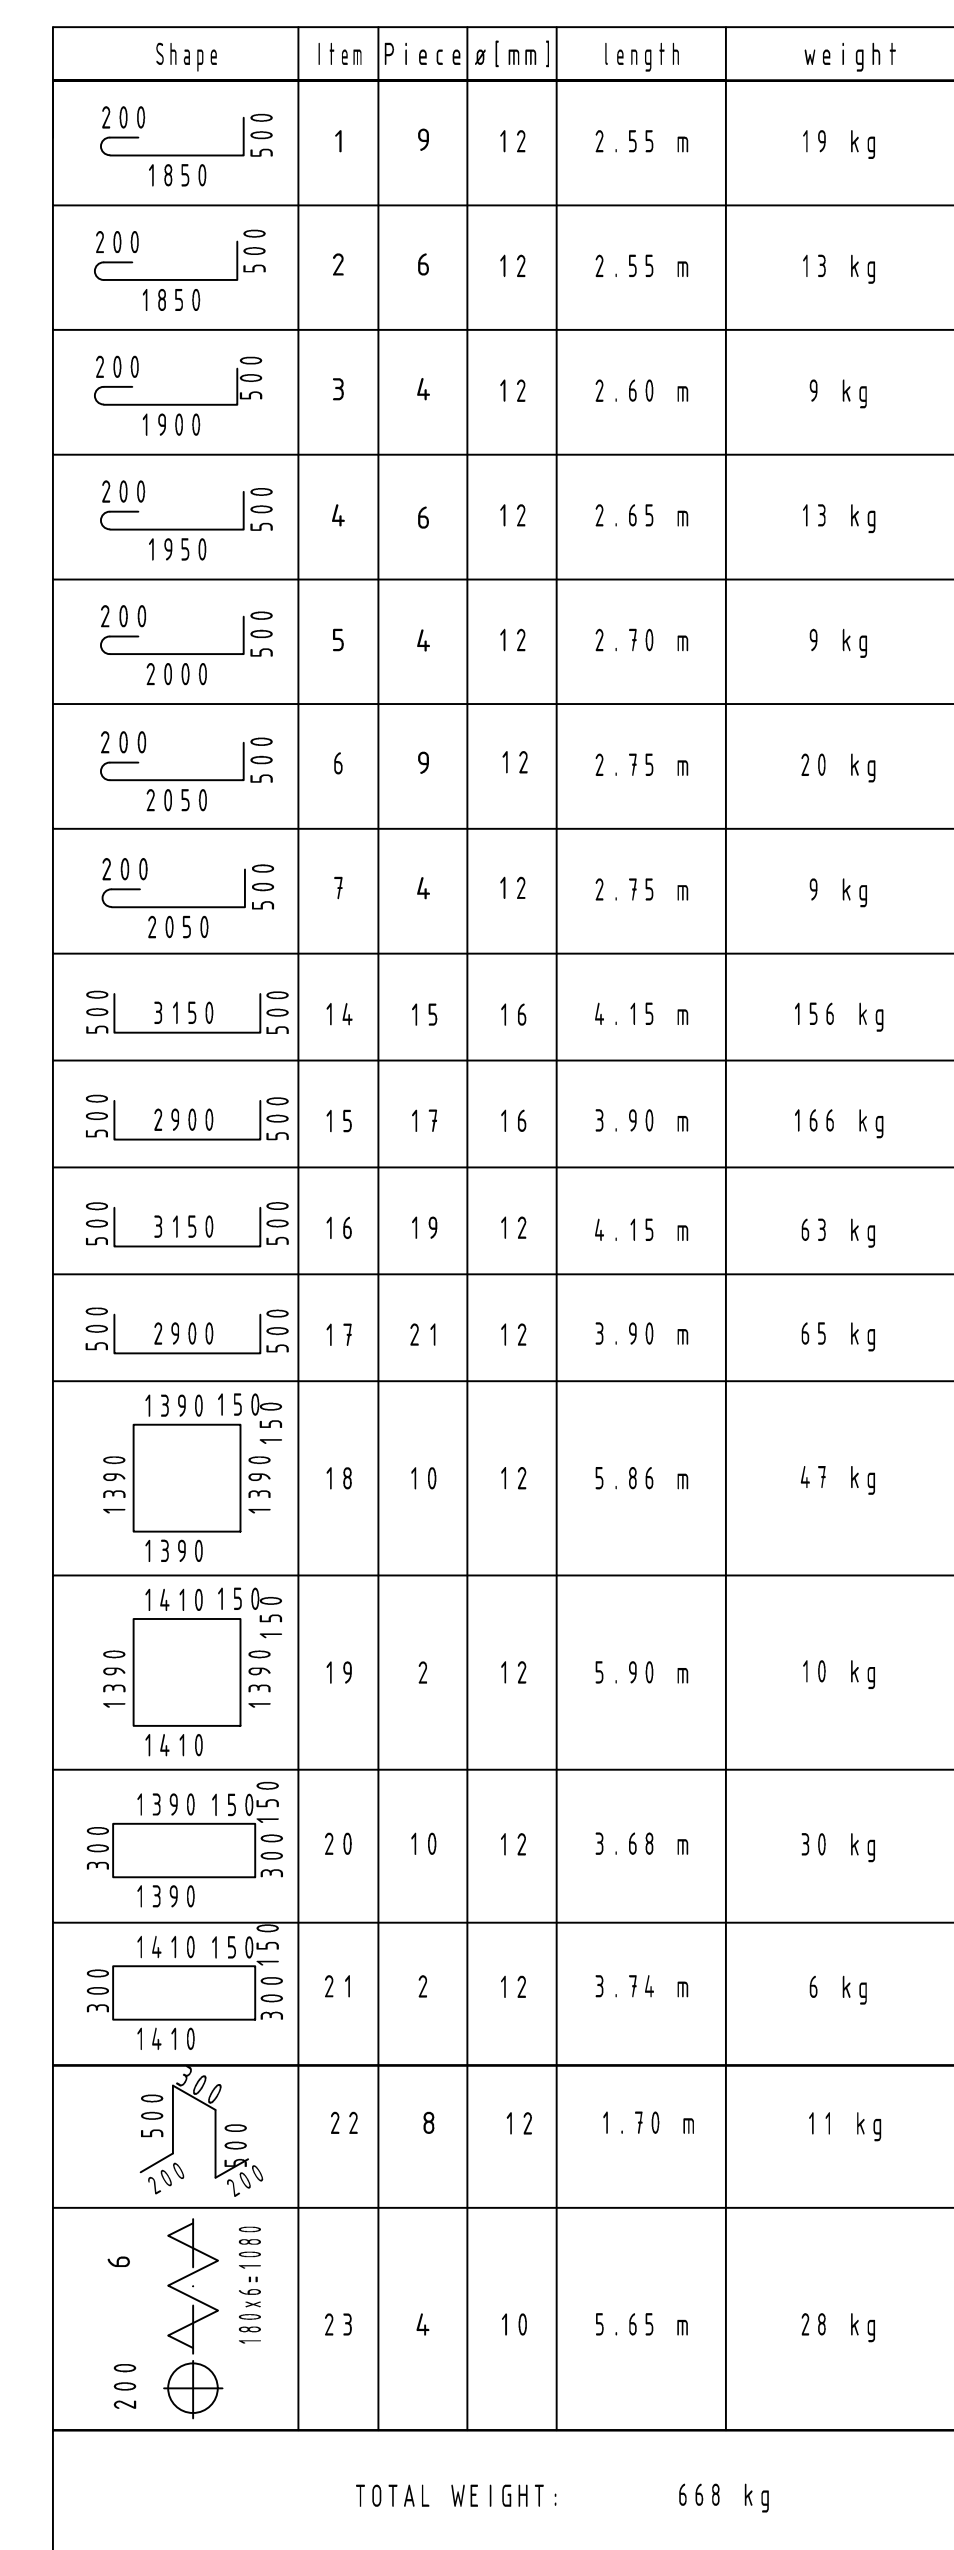 Shape Item Piece ø[mm] length weight
200 500 1850 1 9 12 2.55 m 19 kg
200 500 1850 2 6 12 2.55 m 13 kg
200 500 1900 3 4 12 2.60 m 9 kg
200 500 1950 4 6 12 2.65 m 13 kg
200 500 2000 5 4 12 2.70 m 9 kg
200 500 2050 6 9 12 2.75 m 20 kg
200 500 2050 7 4 12 2.75 m 9 kg
500 3150 500 14 15 16 4.15 m 156 kg
500 2900 500 15 17 16 3.90 m 166 kg
500 3150 500 16 19 12 4.15 m 63 kg
500 2900 500 17 21 12 3.90 m 65 kg
1390 150 150 1390 1390 1390 18 10 12 5.86 m 47 kg
1410 150 150 1390 1390 1410 19 2 12 5.90 m 10 kg
1390 150 150 300 300 1390 20 10 12 3.68 m 30 kg
1410 150 150 300 300 1410 21 2 12 3.74 m 6 kg
300 500 500 200 200 22 8 12 1.70 m 11 kg
6 180x6=1080 200 23 4 10 5.65 m 28 kg
TOTAL WEIGHT: 668 kg